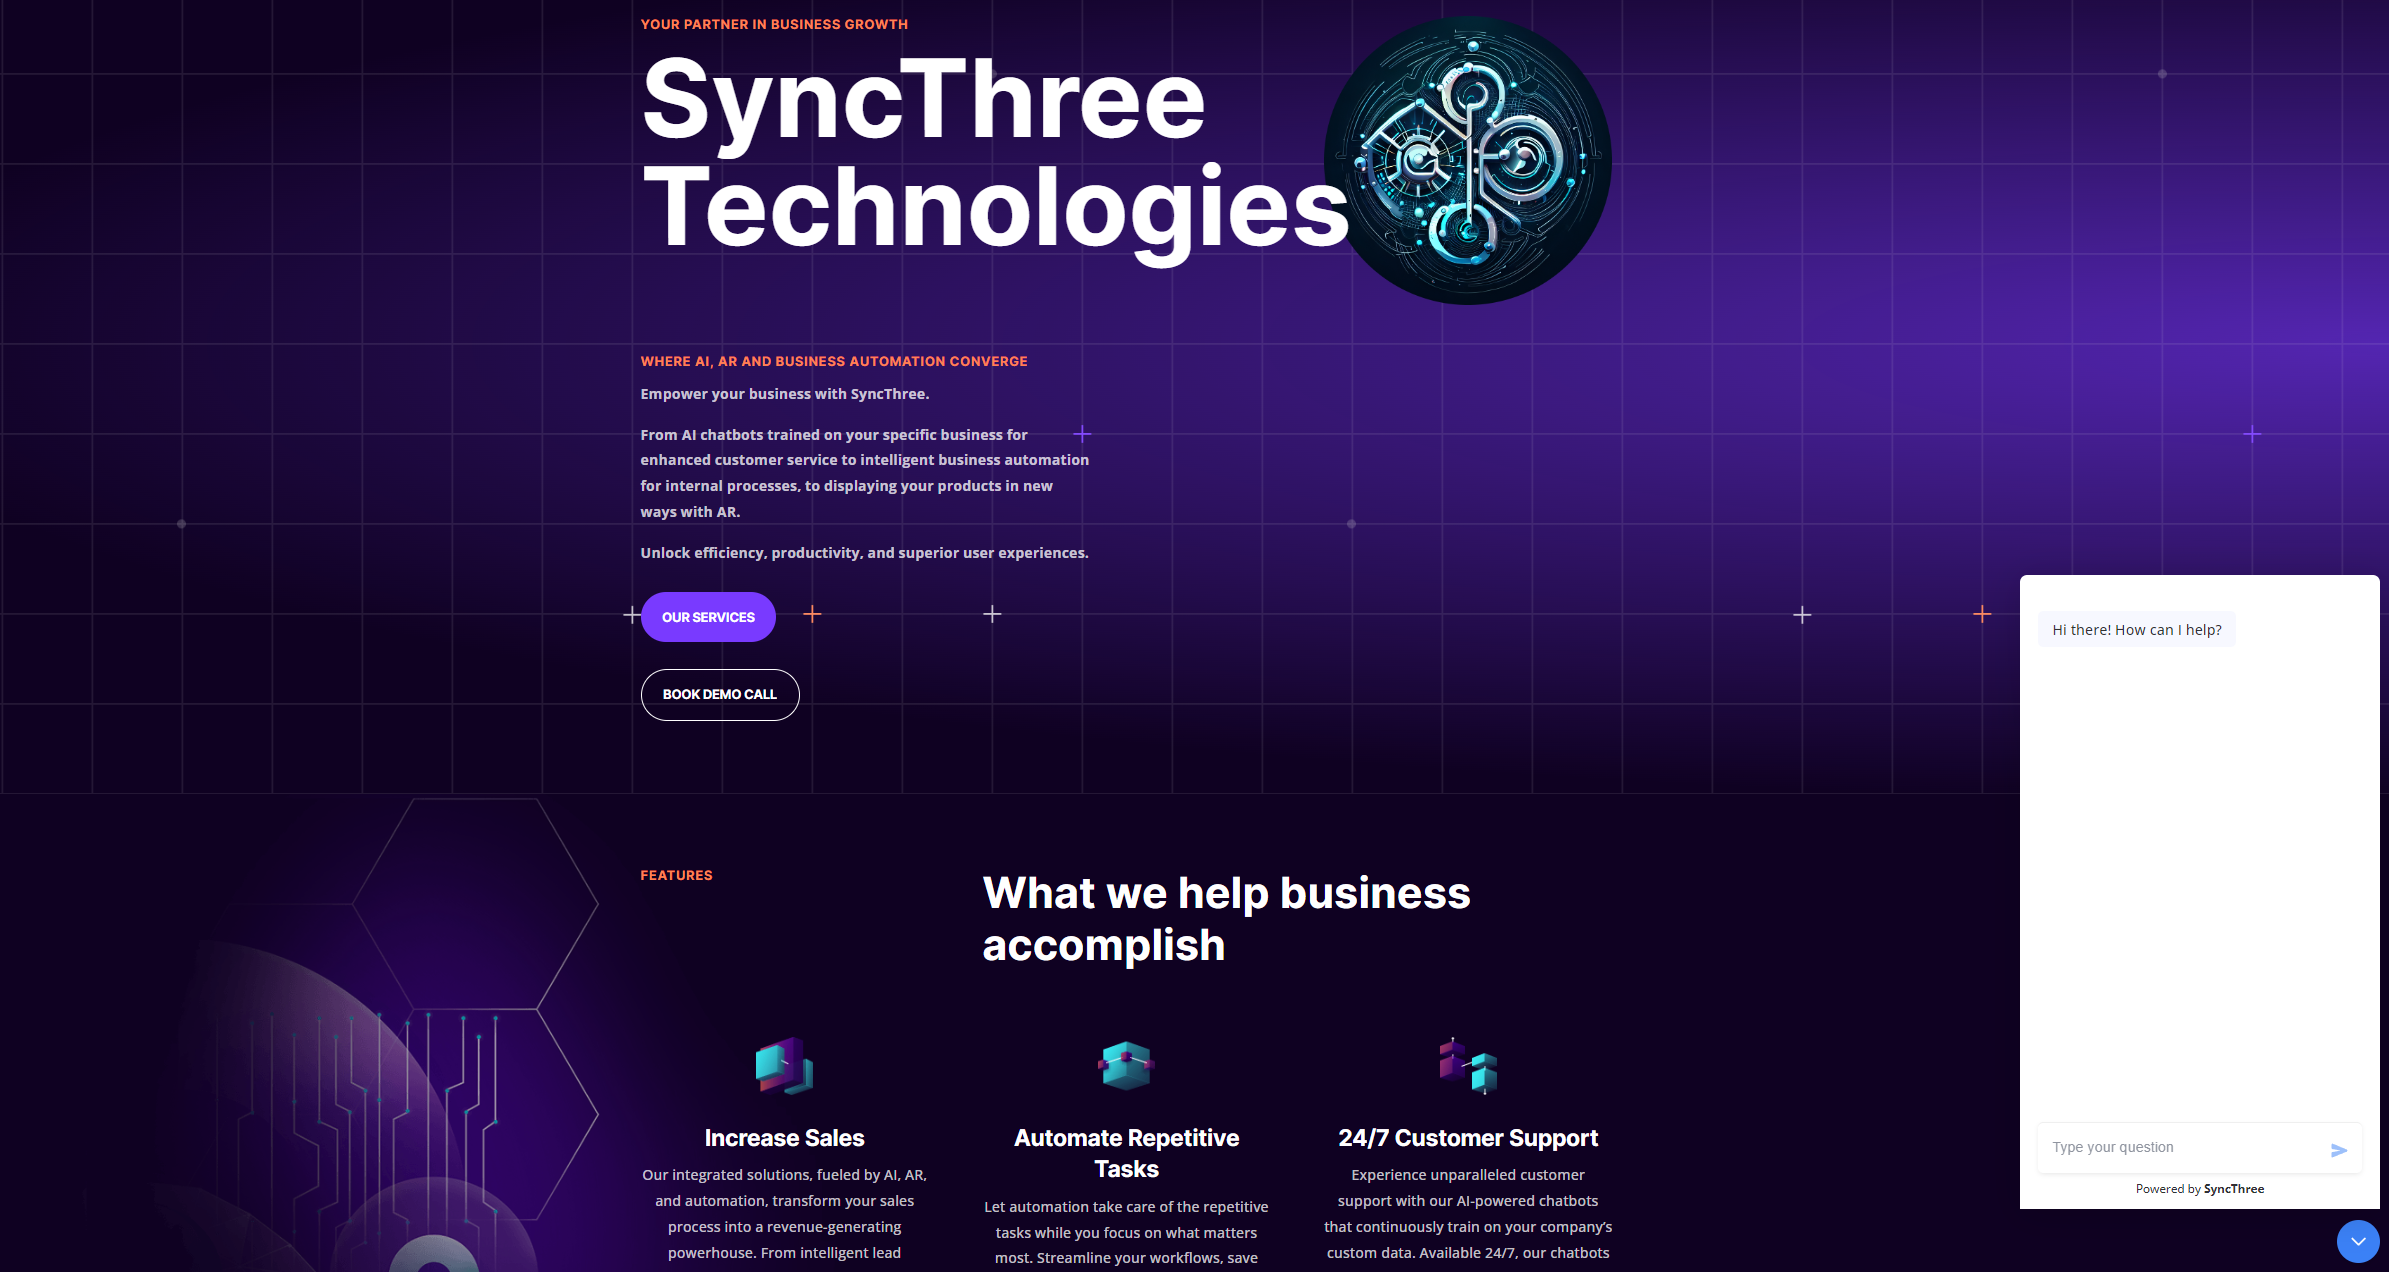 YOUR PARTNER IN BUSINESS GROWTH
SyncThree
Technologies
WHERE AI, AR AND BUSINESS AUTOMATION CONVERGE
Empower your business with SyncThree.
From AI chatbots trained on your specific business for
enhanced customer service to intelligent business automation
for internal processes, to displaying your products in new
ways with AR.
Unlock efficiency, productivity, and superior user experiences.
OUR SERVICES
BOOK DEMO CALL
FEATURES
What we help business
accomplish
Increase Sales
Our integrated solutions, fueled by AI, AR,
and automation, transform your sales
process into a revenue-generating
powerhouse. From intelligent lead
Automate Repetitive
Tasks
Let automation take care of the repetitive
tasks while you focus on what matters
most. Streamline your workflows, save
24/7 Customer Support
Experience unparalleled customer
support with our AI-powered chatbots
that continuously train on your company’s
custom data. Available 24/7, our chatbots
Hi there! How can I help?
Type your question
Powered by SyncThree